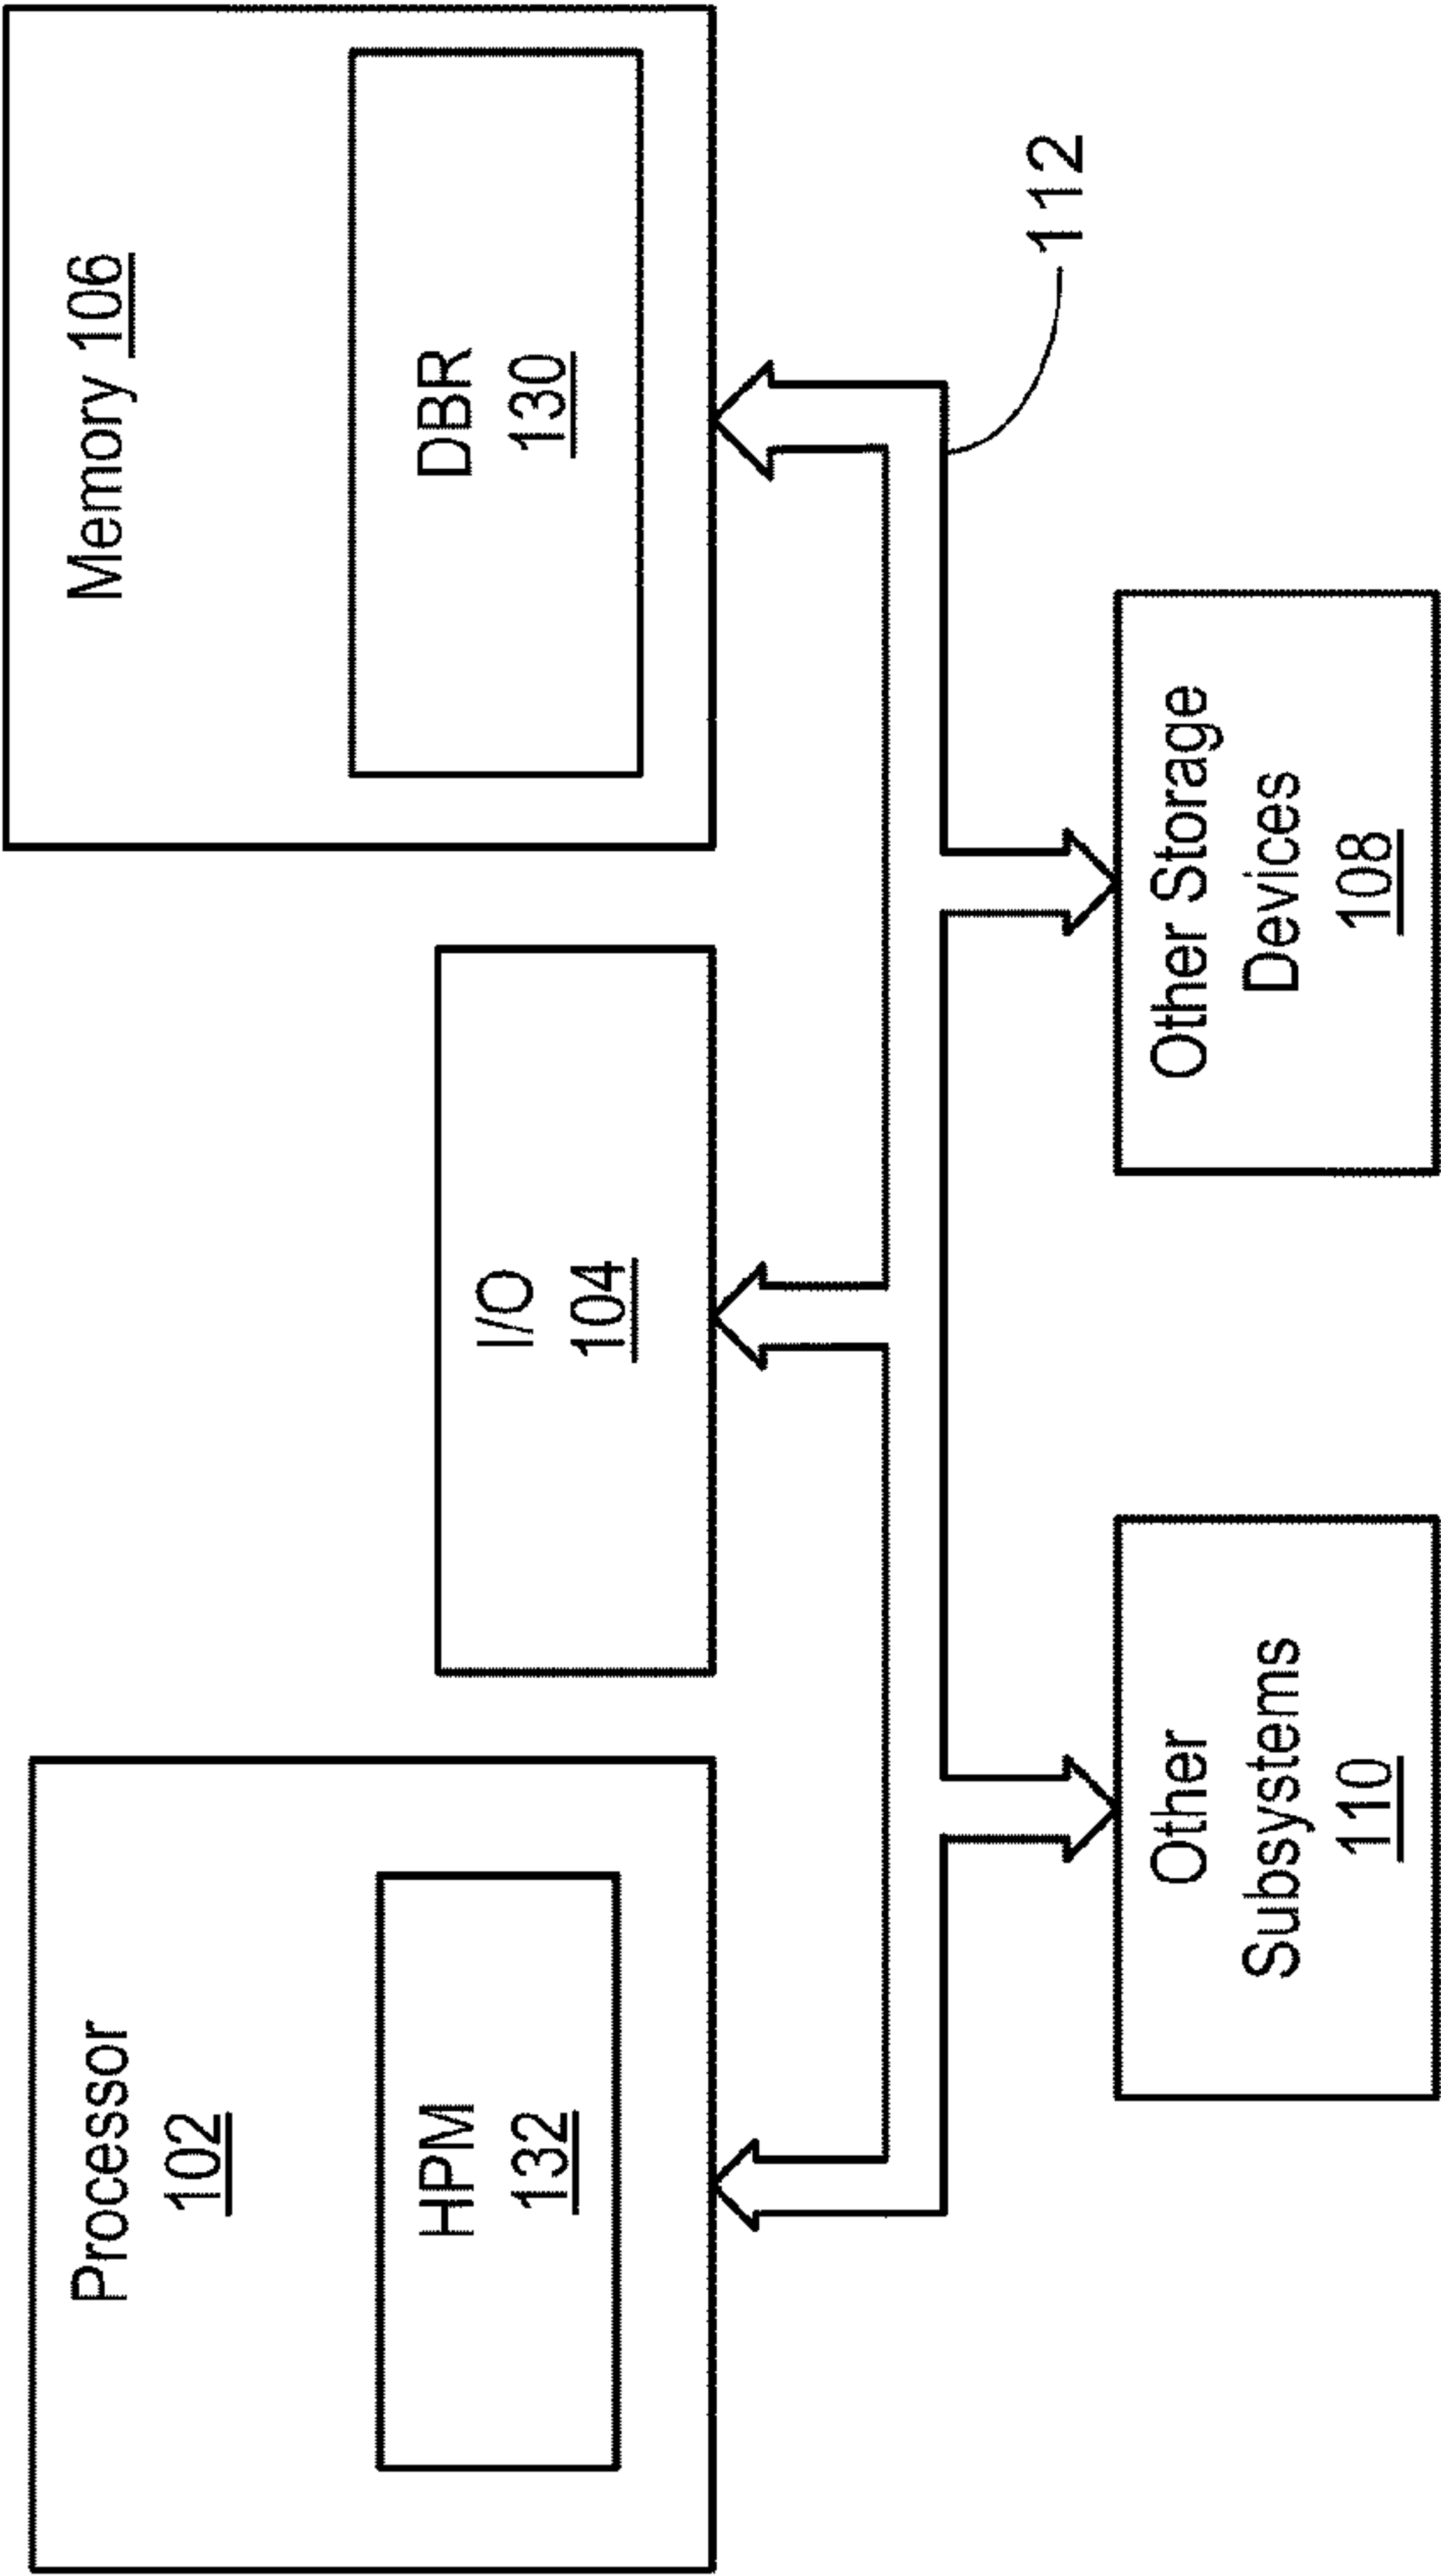 Processor
102
HPM
132
I/O
104
Memory 106
DBR
130
112
Other
Subsystems
110
Other Storage
Devices
108